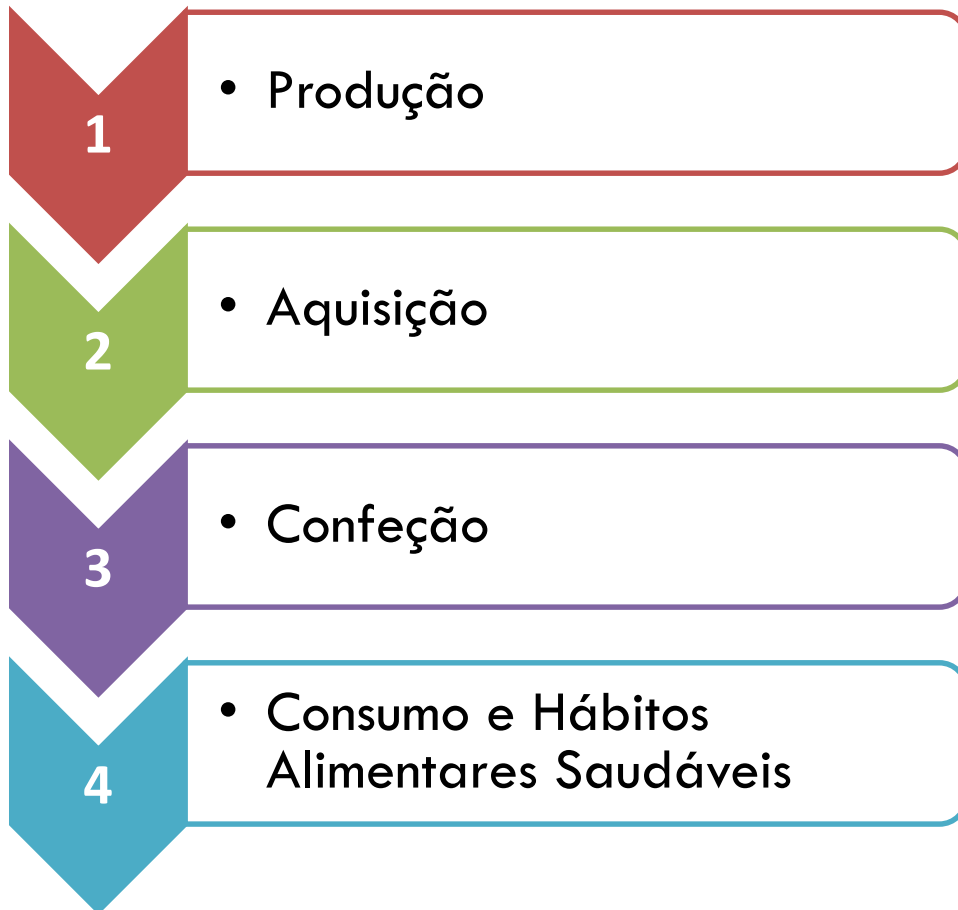 1
• Produção
2
• Aquisição
3
• Confeção
4
• Consumo e Hábitos
Alimentares Saudáveis